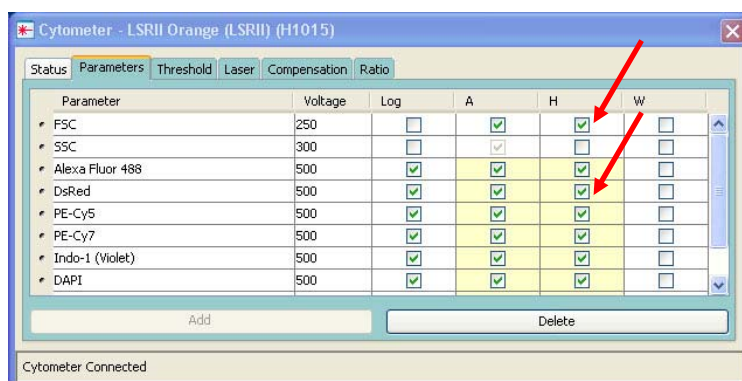 Cytometer - LSRII Orange (LSRII) (H1015)
Status Parameters Threshold Laser Compensation Ratio
Parameter Voltage Log A H W
FSC 250
SSC 300
Alexa Fluor 488 500
DsRed 500
PE-Cy5 500
PE-Cy7 500
Indo-1 (Violet) 500
DAPI 500
Add Delete
Cytometer Connected